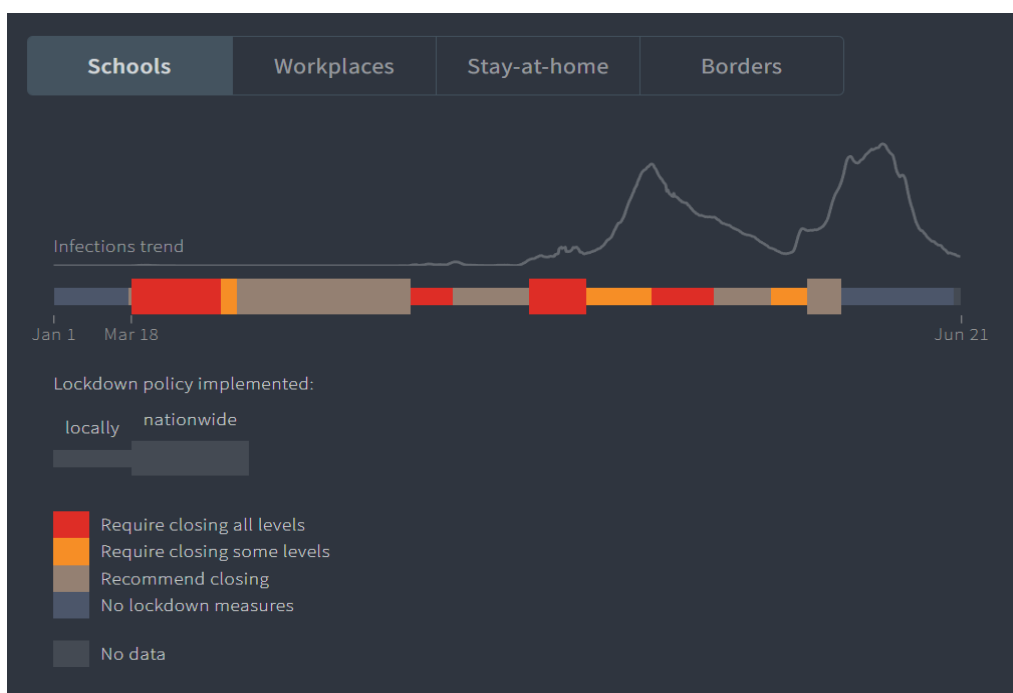 Schools Workplaces Stay-at-home Borders
Infections trend
Jan 1 Mar 18 Jun 21
Lockdown policy implemented:
locally nationwide
Require closing all levels
Require closing some levels
Recommend closing
No lockdown measures
No data